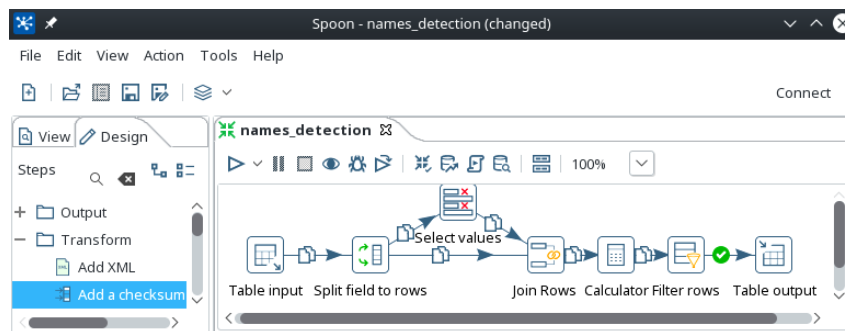 Spoon - names_detection (changed)
File Edit View Action Tools Help
Connect
View Design
names_detection
Steps
100%
Output
Transform
Add XML
Add a checksum
Select values
Table input Split field to rows Join Rows Calculator Filter rows Table output